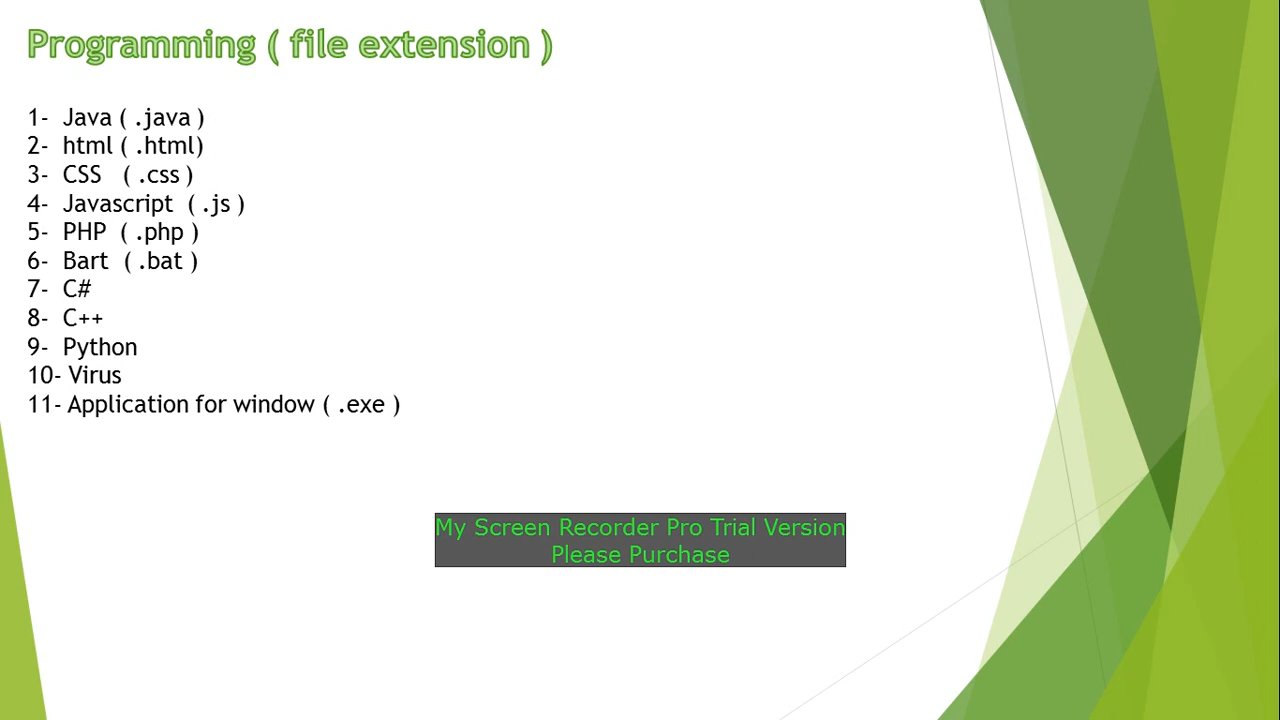 Programming ( file extension )
1- Java ( .java )
2- html ( .html)
3- CSS ( .css )
4- Javascript ( .js )
5- PHP ( .php )
6- Bart ( .bat )
7- C#
8- C++
9- Python
10- Virus
11- Application for window ( .exe )
My Screen Recorder Pro Trial Version
Please Purchase